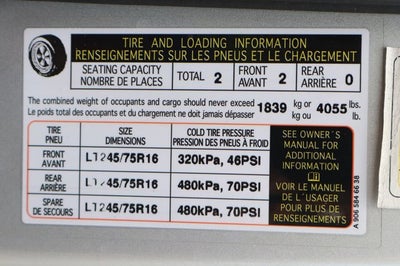 TIRE AND LOADING INFORMATION
RENSEIGNEMENTS SUR LES PNEUS ET LE CHARGEMENT
SEATING CAPACITY
NOMBRE DE PLACES
TOTAL 2
FRONT
AVANT 2
REAR
ARRIÈRE 0
The combined weight of occupants and cargo should never exceed 1839 kg or 4055 lbs.
Le poids total des occupants et du chargement ne doit jamais dépasser kg ou lb.
TIRE
PNEU
SIZE
DIMENSIONS
COLD TIRE PRESSURE
PRESSION DES PNEUS À FROID
SEE OWNER'S
MANUAL FOR
ADDITIONAL
INFORMATION
VOIR LE MANUEL
DE L'USAGER
POUR PLUS DE
RENSEIGNEMENTS
FRONT
AVANT
LT245/75R16
320kPa, 46PSI
REAR
ARRIÈRE
LT245/75R16
480kPa, 70PSI
SPARE
DE SECOURS
LT245/75R16
480kPa, 70PSI
A 906 584 66 38